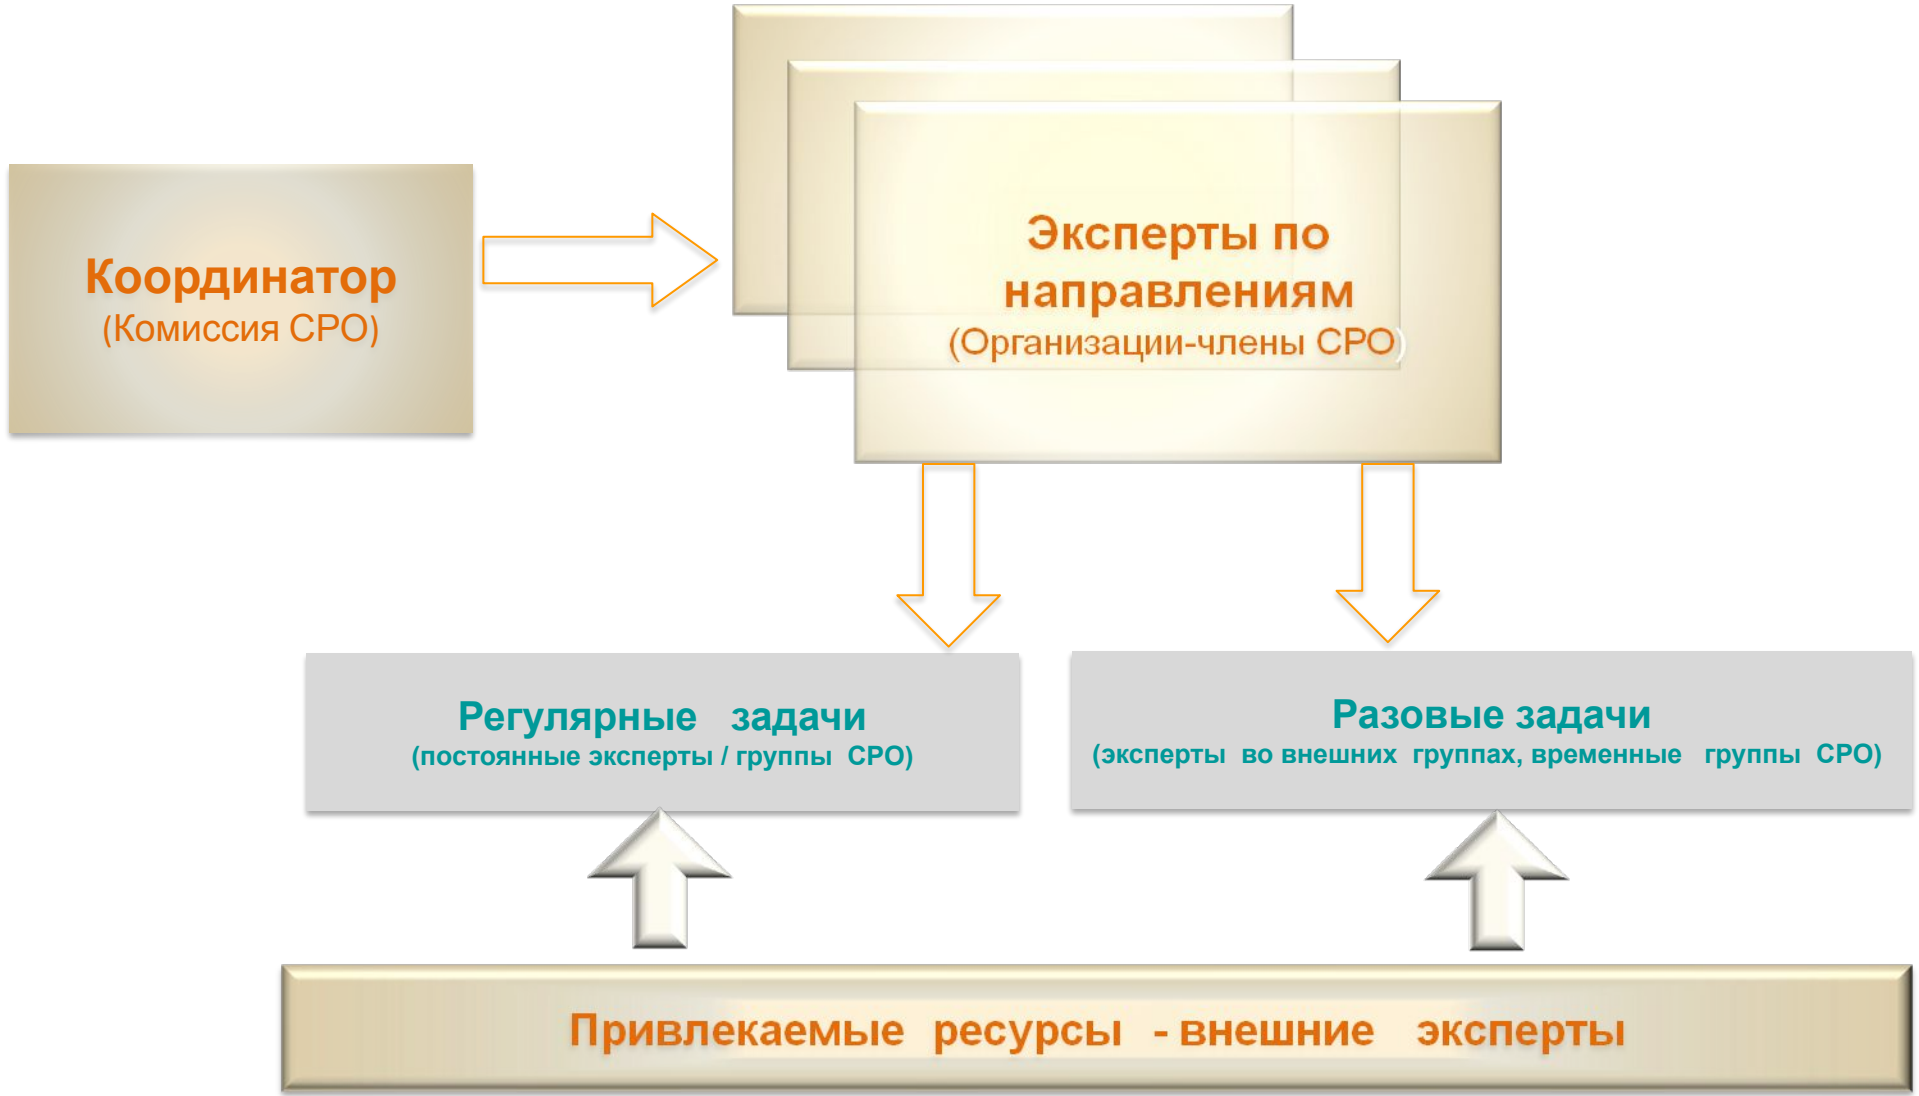 Координатор
(Комиссия СРО)
Эксперты по
направлениям
(Организации-члены СРО)
Регулярные задачи
(постоянные эксперты / группы СРО)
Разовые задачи
(эксперты во внешних группах, временные группы СРО)
Привлекаемые ресурсы - внешние эксперты